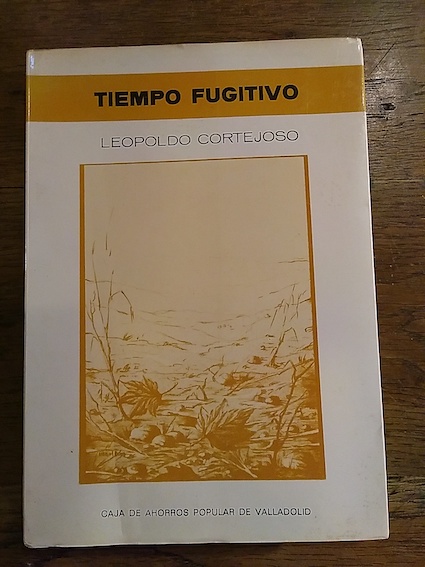 TIEMPO FUGITIVO
LEOPOLDO CORTEJOSO
CAJA DE AHORROS POPULAR DE VALLADOLID